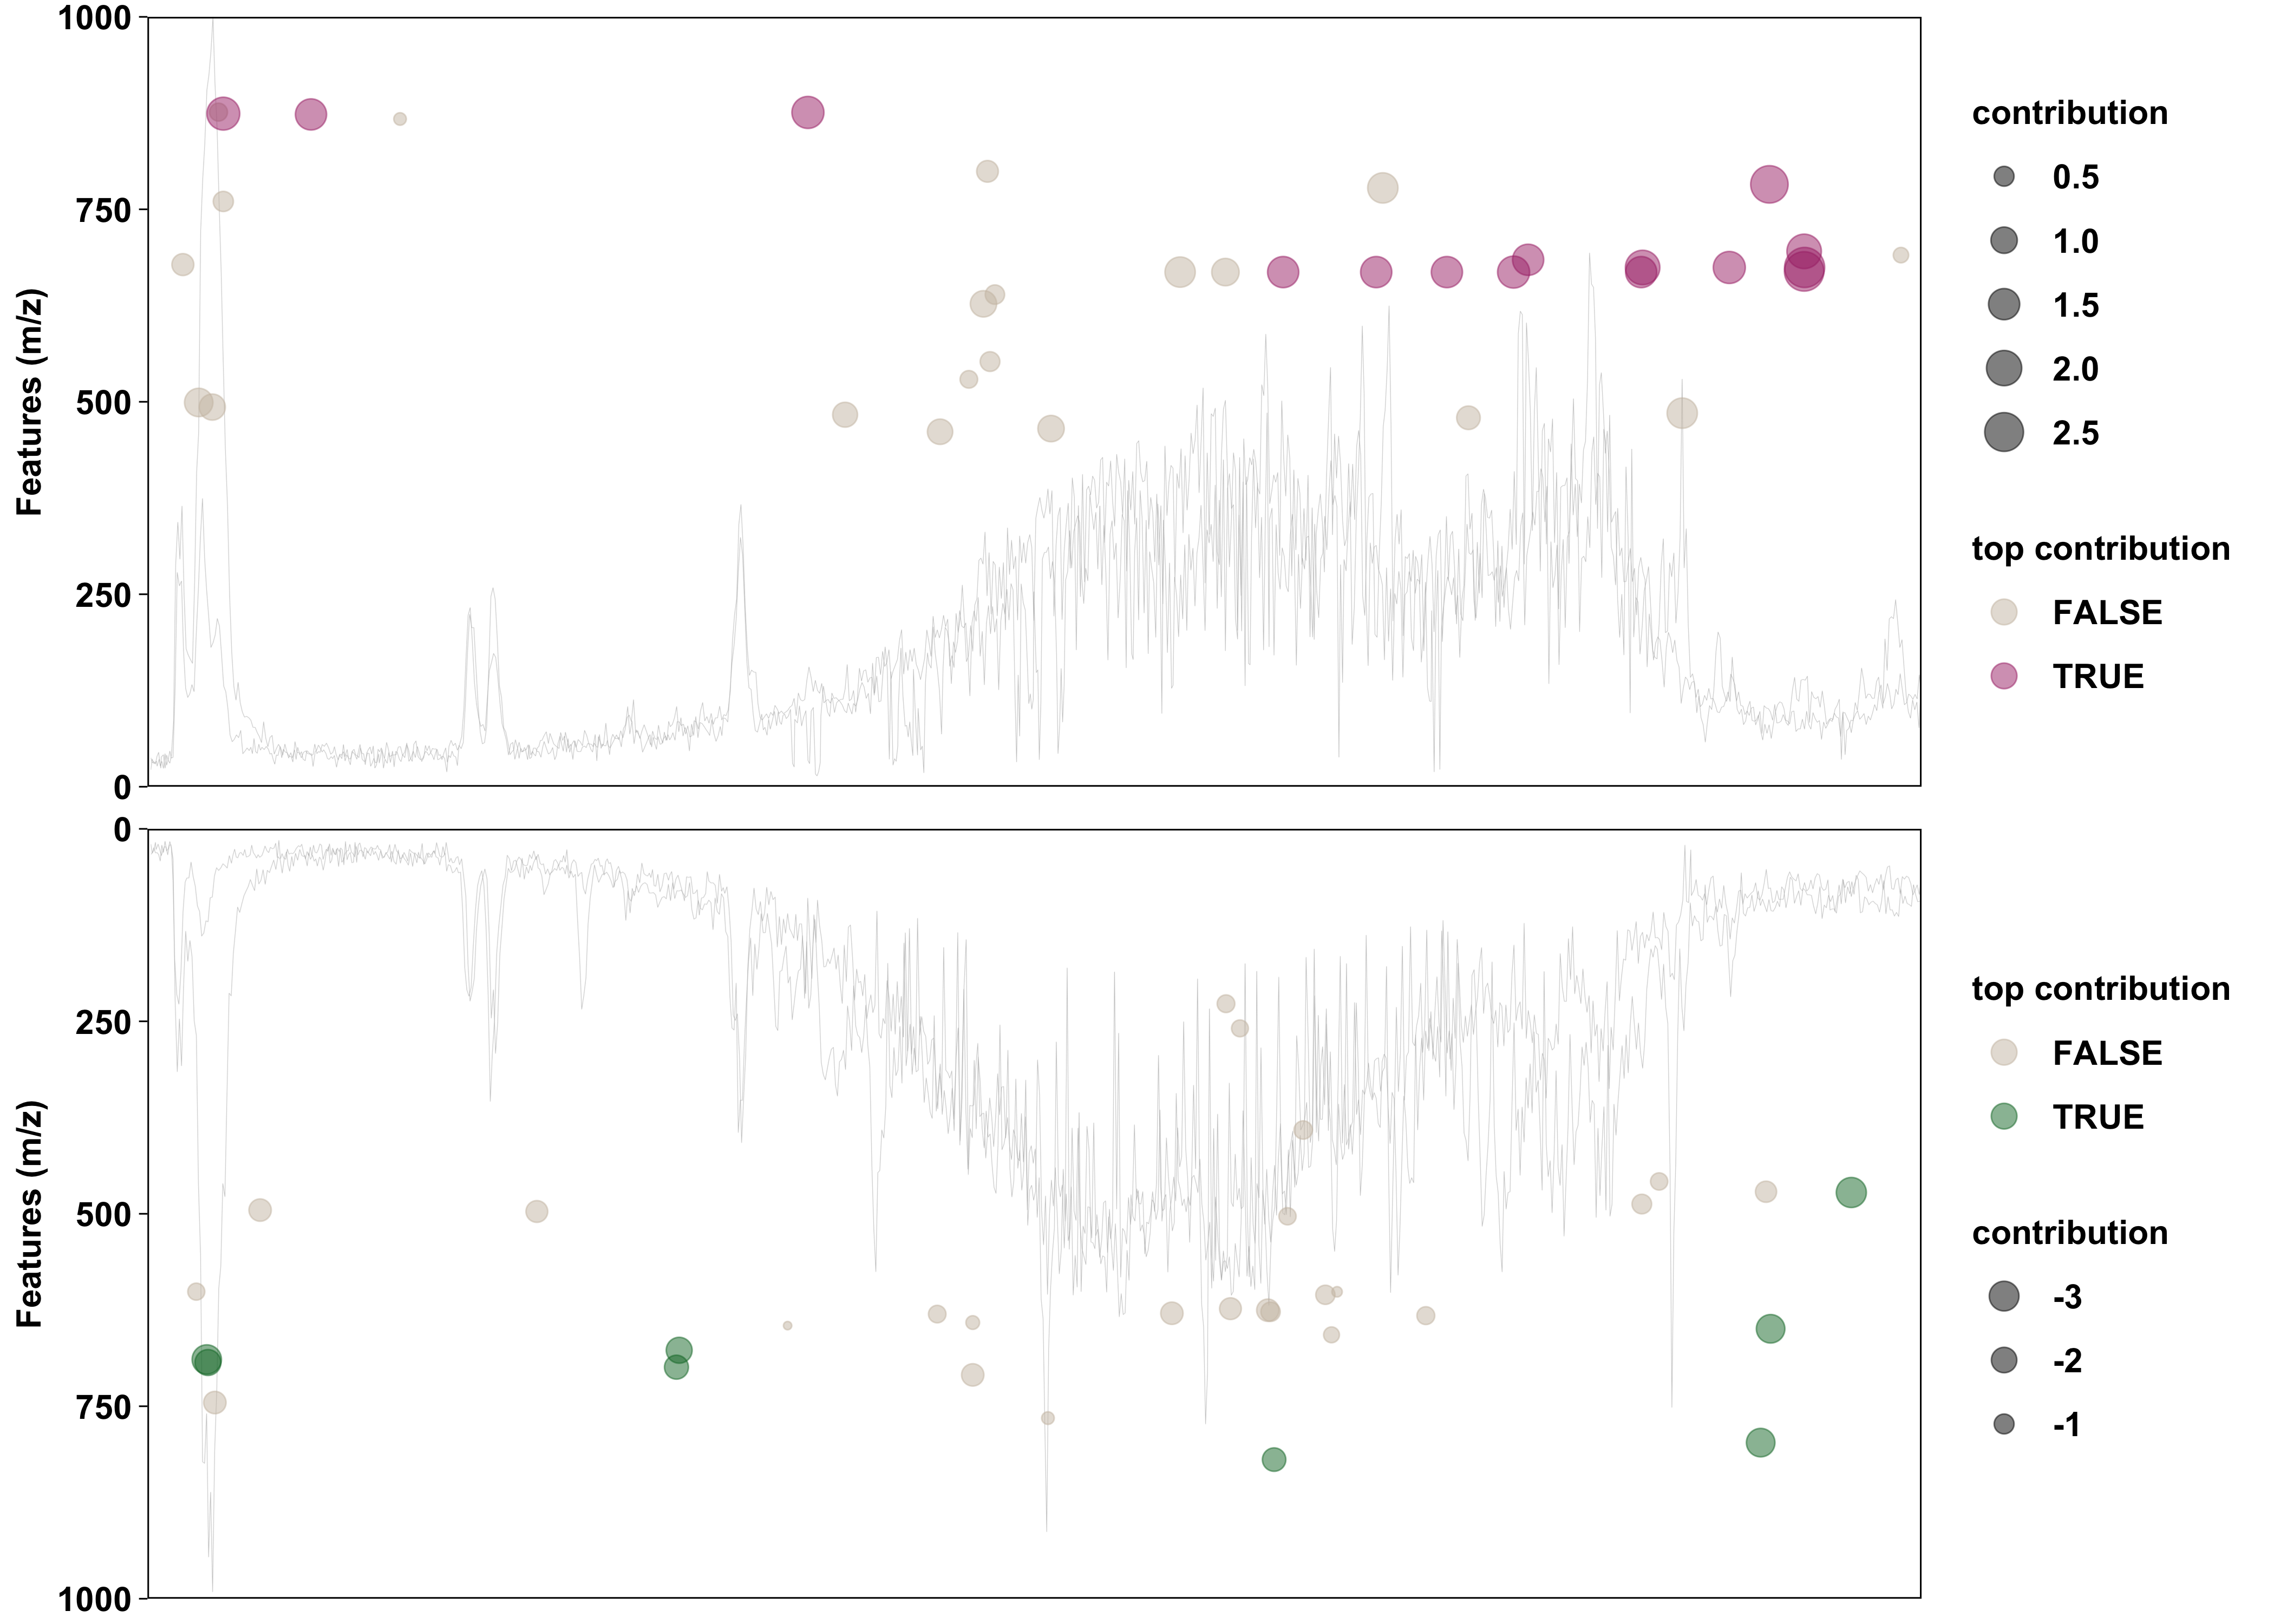 1000
750
500
250
0
Features (m/z)
contribution
0.5
1.0
1.5
2.0
2.5
top contribution
FALSE
TRUE
0
250
500
750
1000
Features (m/z)
top contribution
FALSE
TRUE
contribution
-3
-2
-1